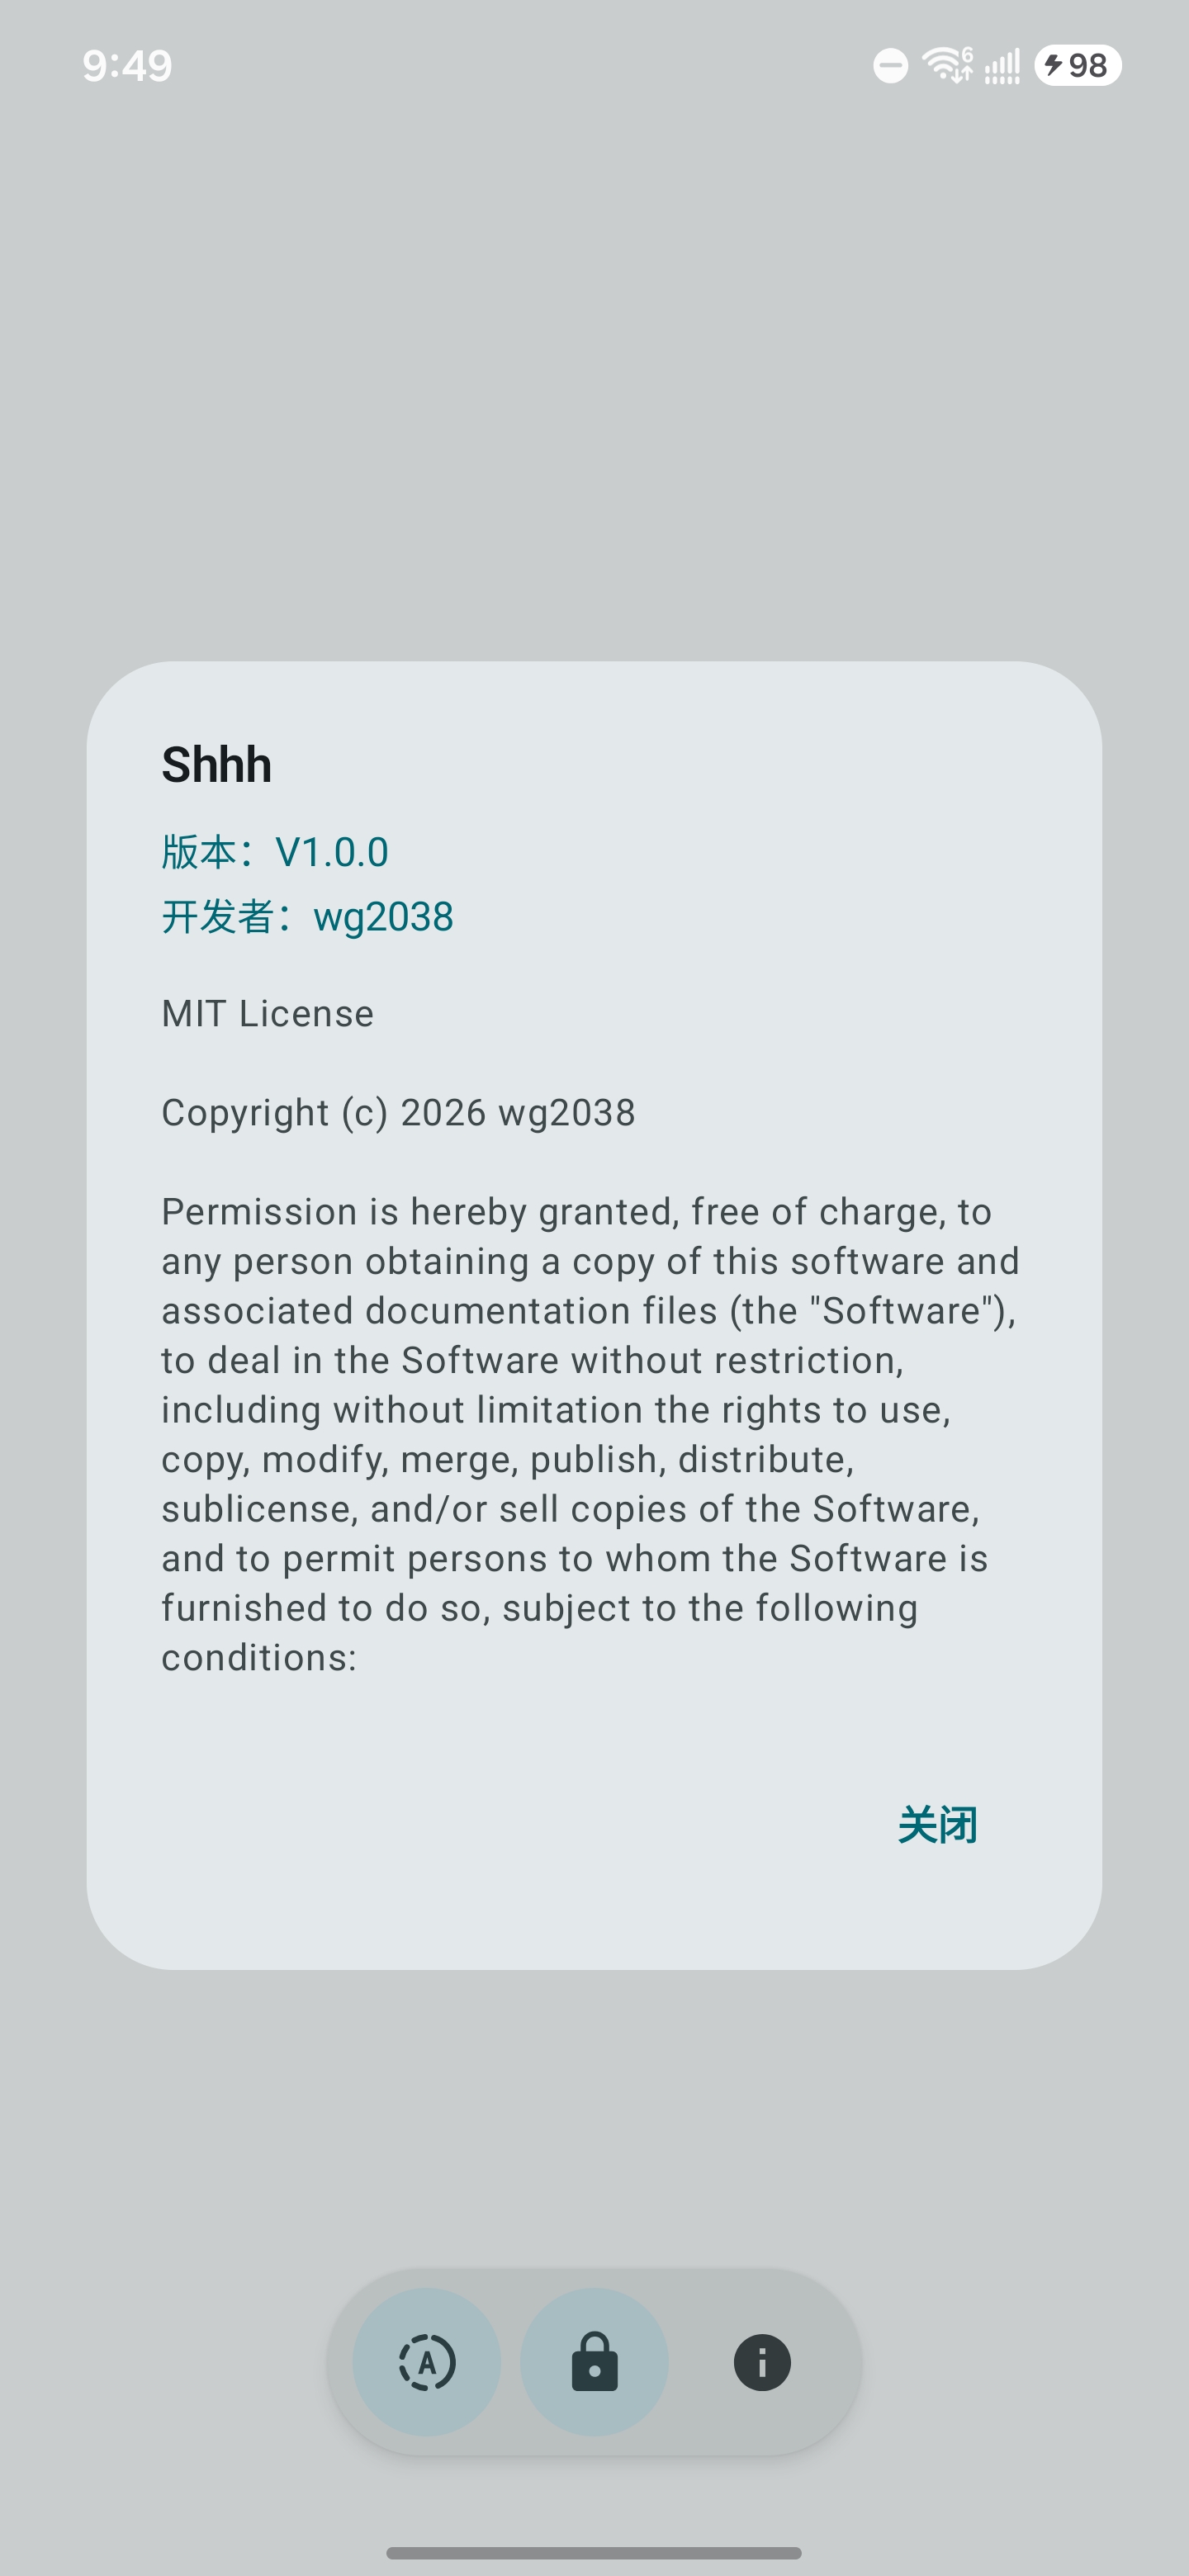 9:49
6
98
Shhh
版本：V1.0.0
开发者：wg2038
MIT License
Copyright (c) 2026 wg2038
Permission is hereby granted, free of charge, to
any person obtaining a copy of this software and
associated documentation files (the "Software"),
to deal in the Software without restriction,
including without limitation the rights to use,
copy, modify, merge, publish, distribute,
sublicense, and/or sell copies of the Software,
and to permit persons to whom the Software is
furnished to do so, subject to the following
conditions:
关闭
A